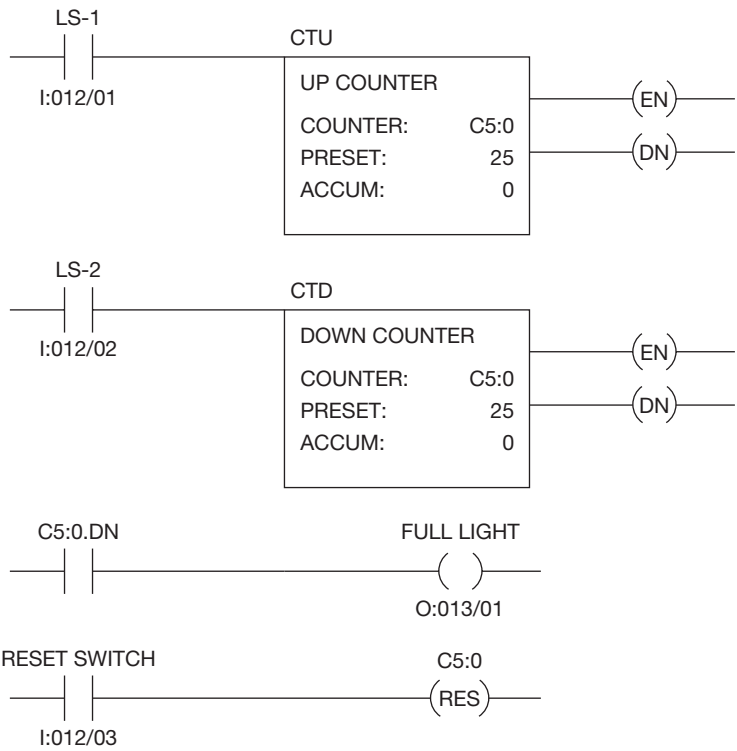 LS-1
I:012/01
CTU
UP COUNTER
COUNTER: C5:0
PRESET: 25
ACCUM: 0
EN
DN
LS-2
I:012/02
CTD
DOWN COUNTER
COUNTER: C5:0
PRESET: 25
ACCUM: 0
EN
DN
C5:0.DN
FULL LIGHT
O:013/01
RESET SWITCH
I:012/03
C5:0
RES